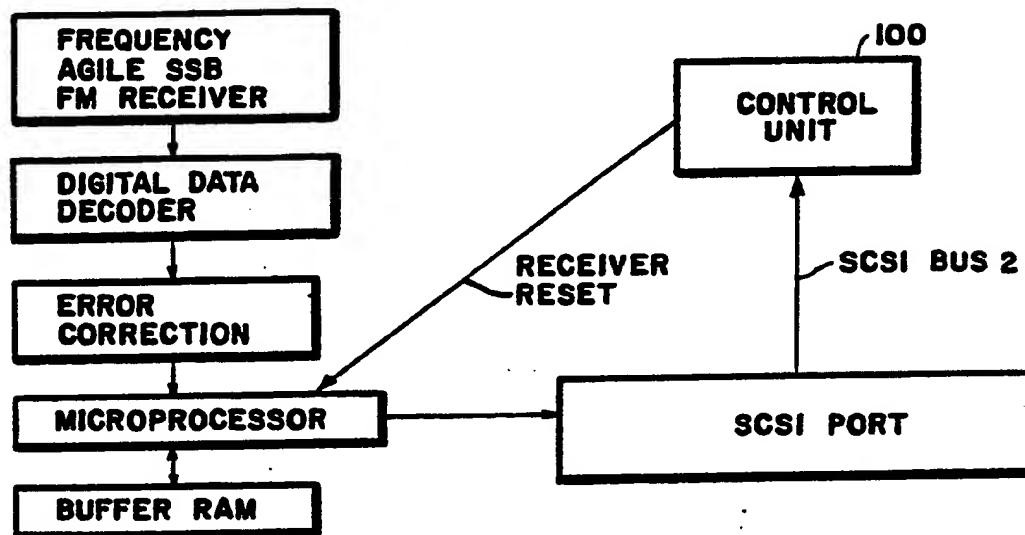 FREQUENCY
AGILE SSB
FM RECEIVER
DIGITAL DATA
DECODER
ERROR
CORRECTION
MICROPROCESSOR
BUFFER RAM
100
CONTROL
UNIT
RECEIVER
RESET
SCSI BUS 2
SCSI PORT